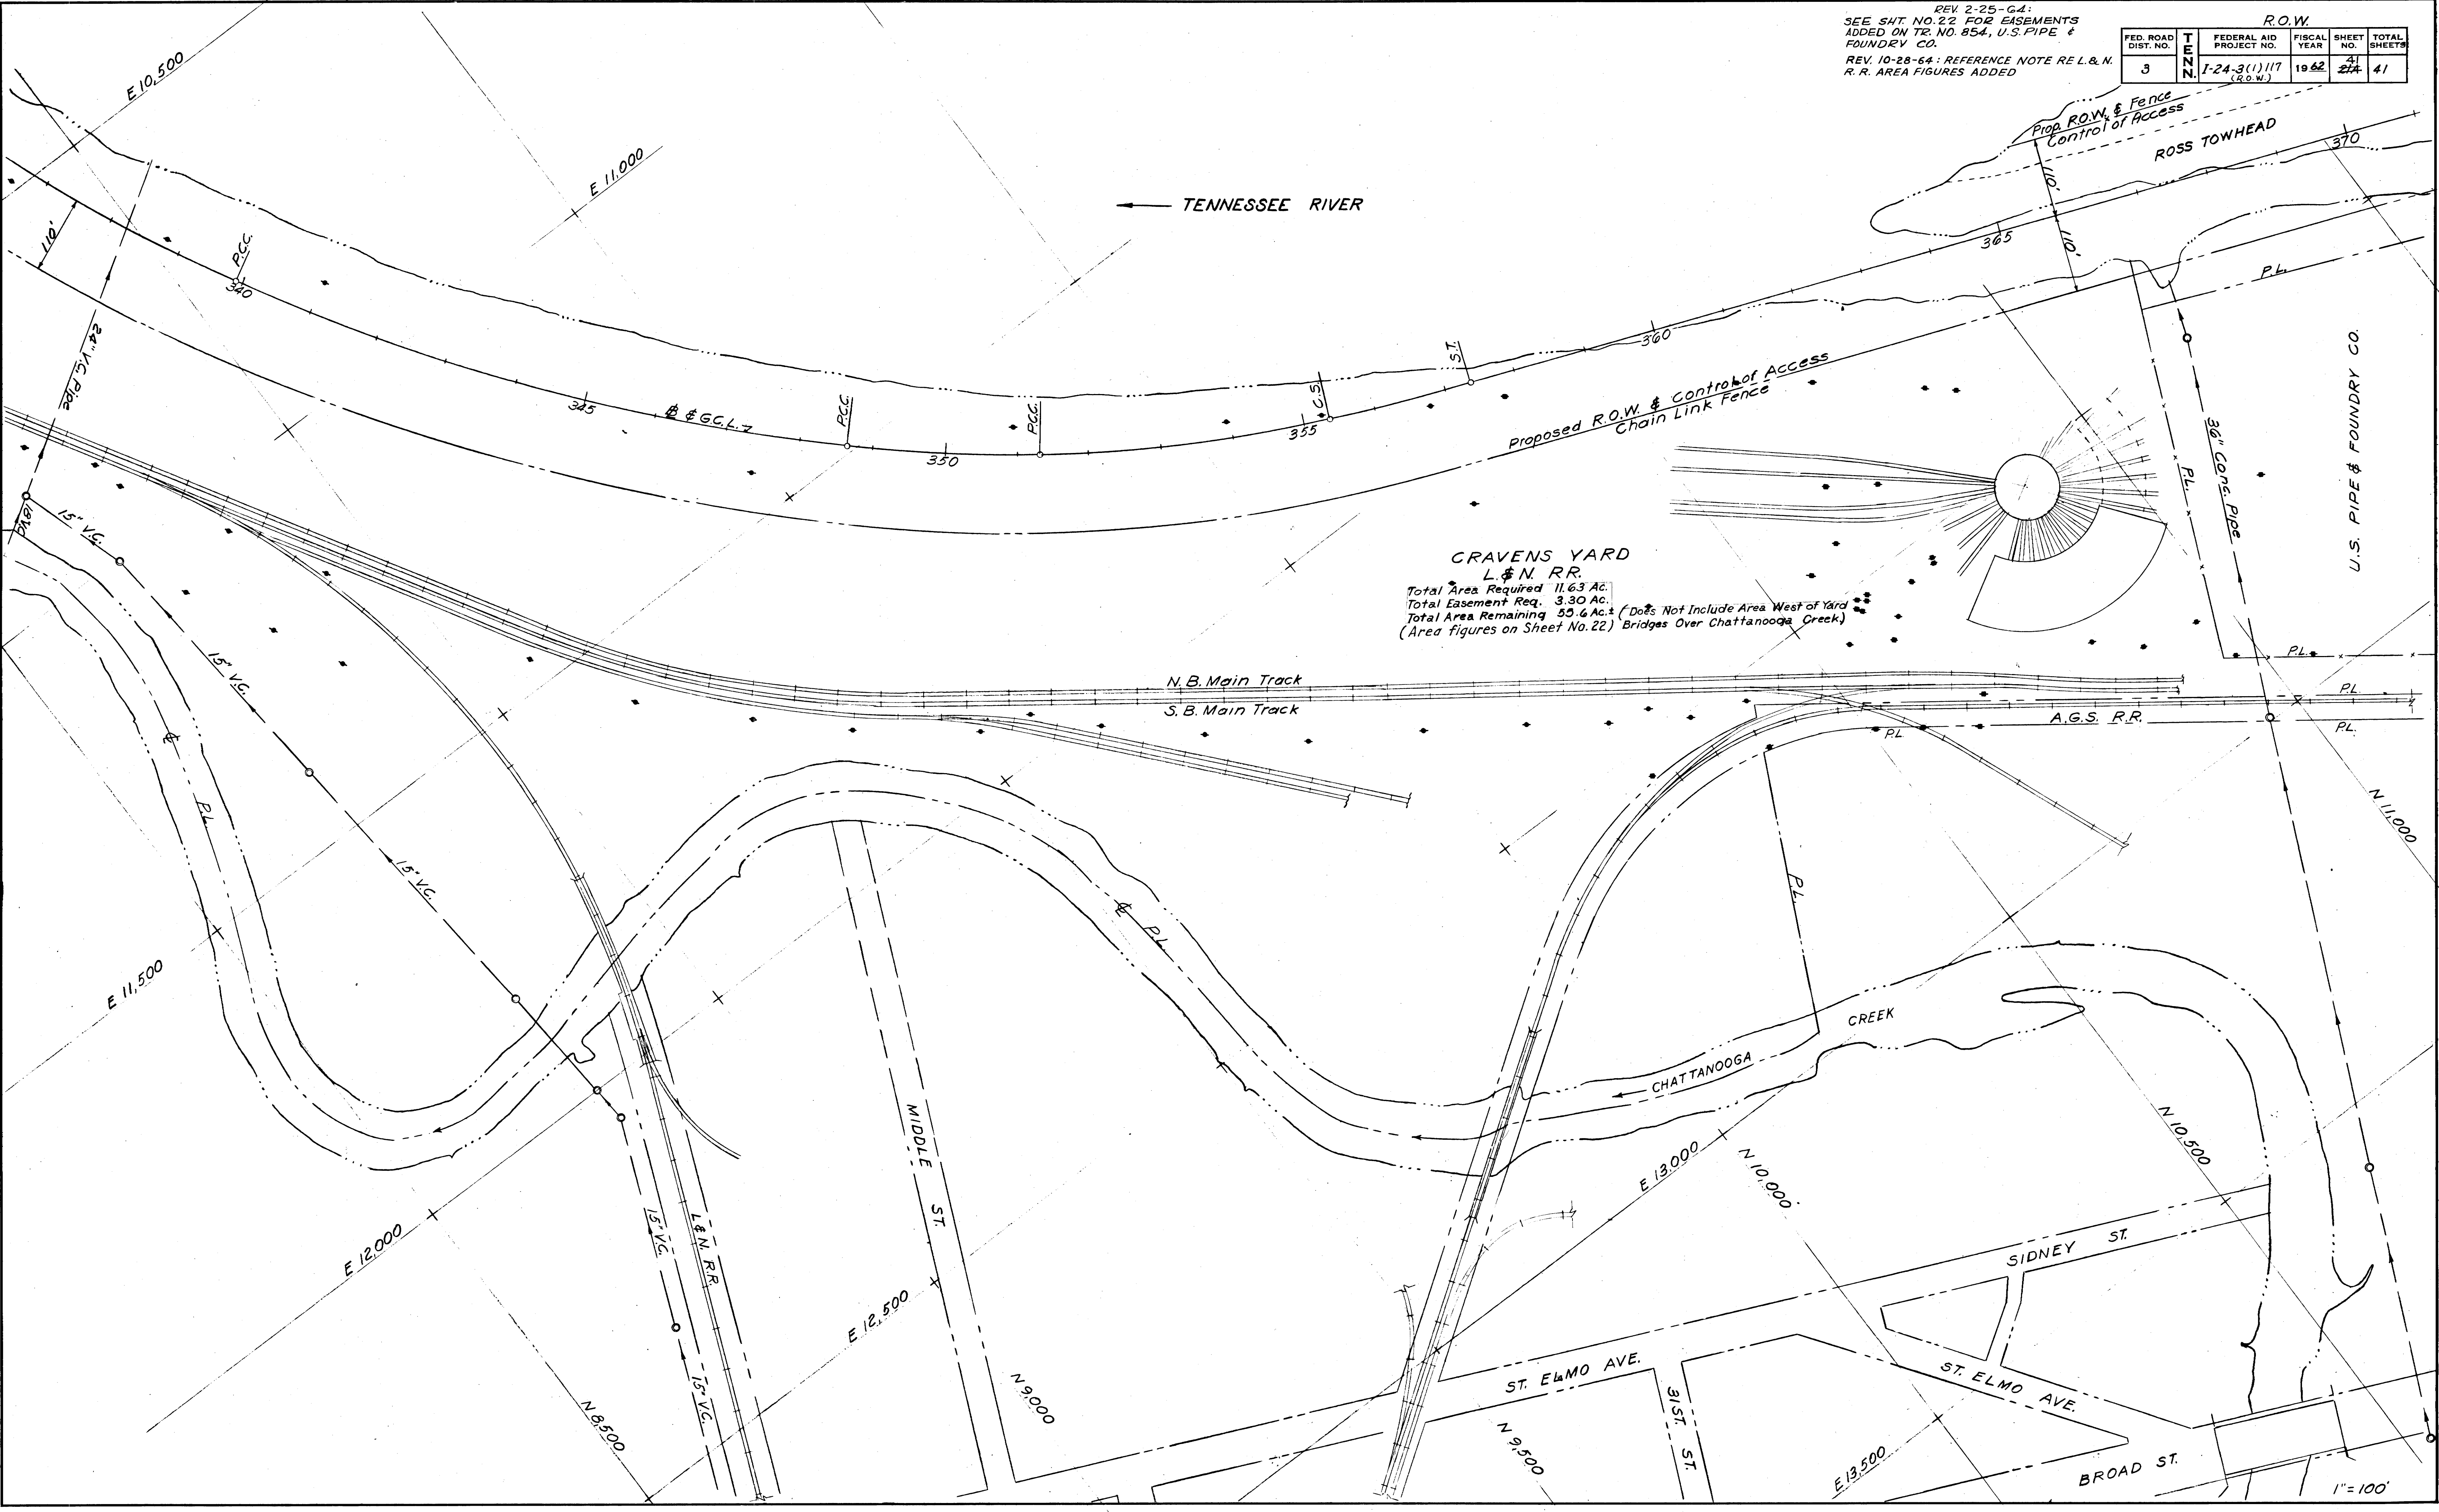 REV. 2-25-64:
SEE SHT. NO. 22 FOR EASEMENTS
ADDED ON TR. NO. 854, U.S. PIPE &
FOUNDRY CO.
REV. 10-28-64: REFERENCE NOTE RE L. & N.
R. R. AREA FIGURES ADDED
R.O.W.
FED. ROAD DIST. NO.
TENN.
FEDERAL AID PROJECT NO.
FISCAL YEAR
SHEET NO.
TOTAL SHEETS
3
I-24-3(1)117
(R.O.W.)
1962
41
21A
41
E 10,500
E 11,000
TENNESSEE RIVER
Prop. R.O.W. & Fence
Control of Access
ROSS TOWHEAD
370
110'
110'
365
110'
P.C.C.
340
24" V.C. Pipe
P.L.
360
S.T.
345
B & G.C.L.
P.C.C.
350
P.C.C.
C.S.
355
Proposed R.O.W. & Control of Access
Chain Link Fence
36" Conc. Pipe
P.L.
U.S. PIPE & FOUNDRY CO.
18" V.C.
15" V.C.
CRAVENS YARD
L. & N. RR.
Total Area Required 11.63 Ac.
Total Easement Req. 3.30 Ac.
Total Area Remaining 55.6 Ac.± (Does Not Include Area West of Yard
(Area figures on Sheet No. 22) Bridges Over Chattanooga Creek)
15" V.C.
N.B. Main Track
S.B. Main Track
P.L.
P.L.
A.G.S. R.R.
P.L.
P.L.
P.L.
N 11,000
15" V.C.
P.L.
P.L.
E 11,500
CREEK
CHATTANOOGA
MIDDLE ST.
N 10,500
E 13,000
N 10,000
15" V.C.
L & N. R.R.
E 12,000
E 12,500
SIDNEY ST.
ST. ELMO AVE.
ST. ELMO AVE.
31ST. ST.
15" V.C.
N 8,500
N 9,000
N 9,500
E 13,500
BROAD ST.
1" = 100'